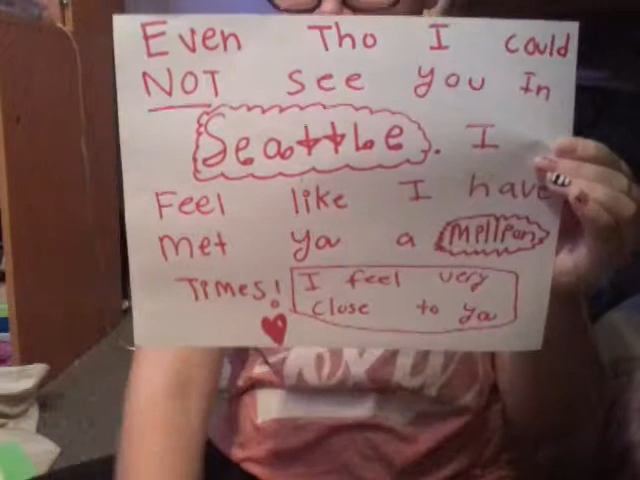 Even Tho I could
NOT see you In
Seattle. I
Feel like I have
met ya a Million
Times! I feel very
close to ya